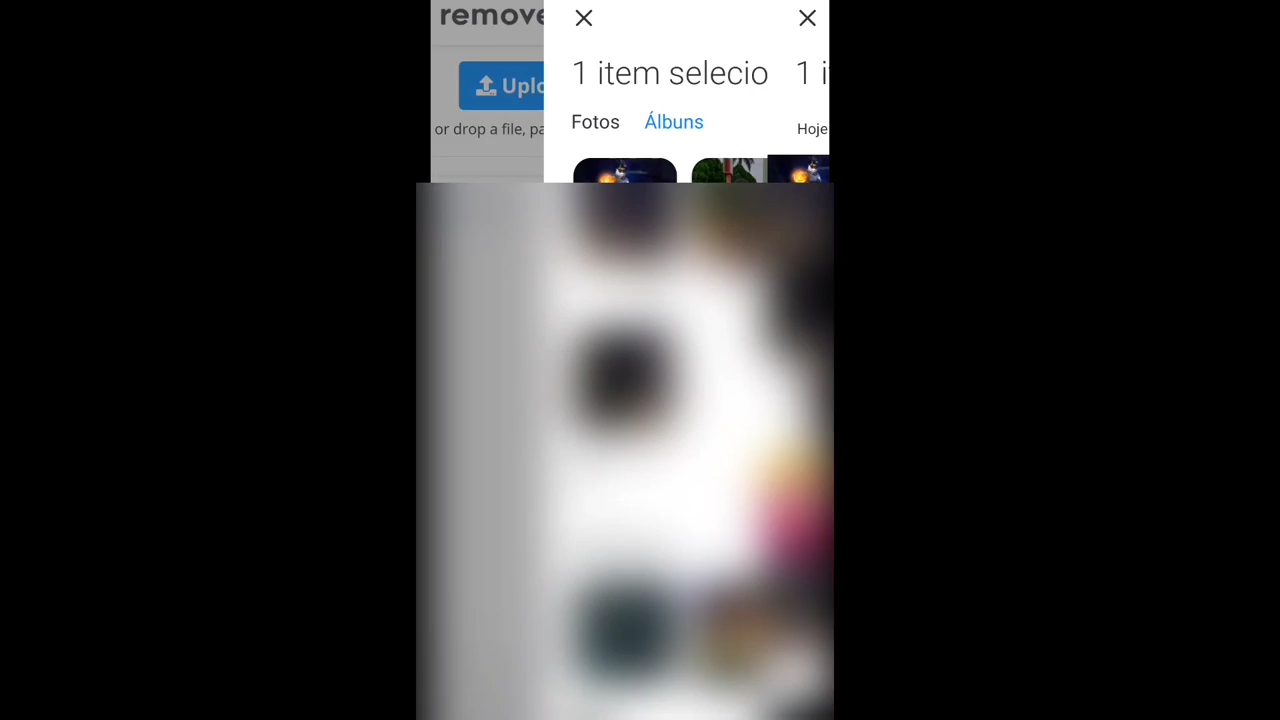 remove
1 item selecio
1 i
Uplo
Fotos
Álbuns
or drop a file, pa
Hoje